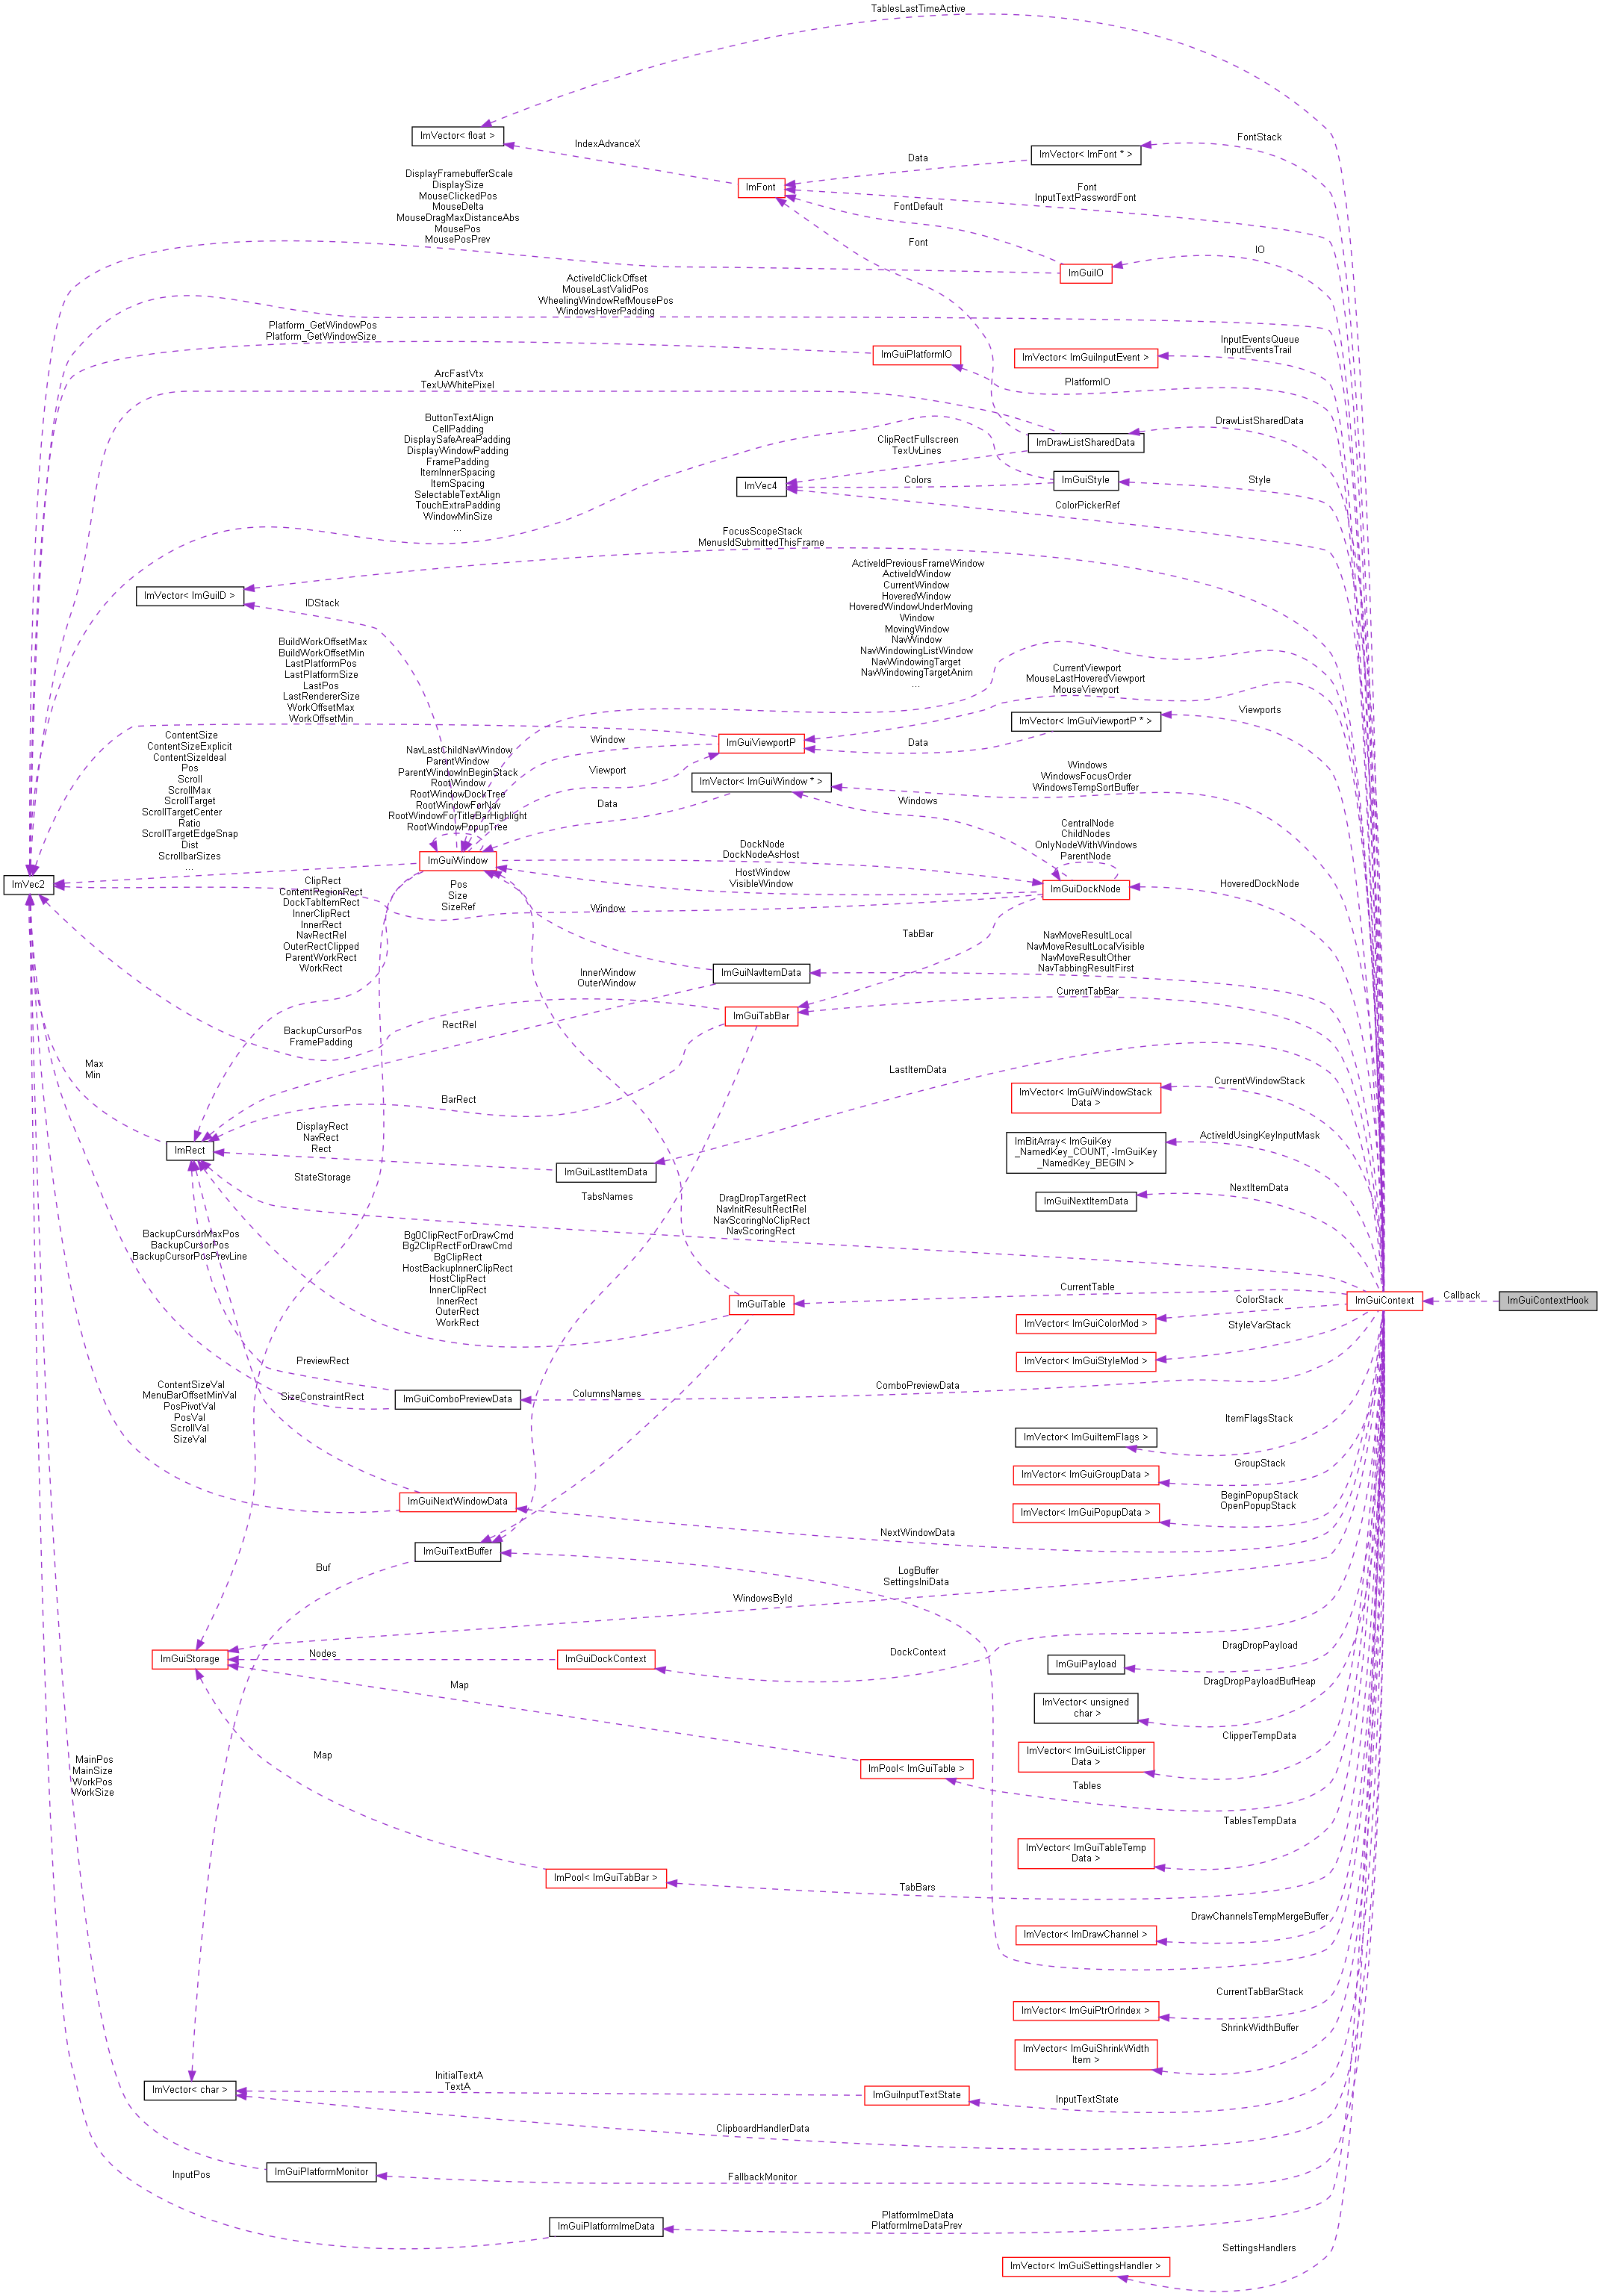 TablesLastTimeActive
ImVector< float >
FontStack
IndexAdvanceX
Data
ImVector< ImFont * >
DisplayFramebufferScale
DisplaySize
MouseClickedPos
MouseDelta
MouseDragMaxDistanceAbs
MousePos
MousePosPrev
ImFont
Font
InputTextPasswordFont
FontDefault
Font
IO
ImGuiIO
ActiveIdClickOffset
MouseLastValidPos
WheelingWindowRefMousePos
WindowsHoverPadding
Platform_GetWindowPos
Platform_GetWindowSize
ImGuiPlatformIO
ImVector< ImGuiInputEvent >
InputEventsQueue
InputEventsTrail
PlatformIO
ArcFastVtx
TexUvWhitePixel
ButtonTextAlign
CellPadding
DisplaySafeAreaPadding
DisplayWindowPadding
FramePadding
ItemInnerSpacing
ItemSpacing
SelectableTextAlign
TouchExtraPadding
WindowMinSize
...
DrawListSharedData
ImDrawListSharedData
ClipRectFullscreen
TexUvLines
ImVec4
Colors
ImGuiStyle
Style
ColorPickerRef
FocusScopeStack
MenusIdSubmittedThisFrame
ImVector< ImGuiID >
IDStack
ActiveIdPreviousFrameWindow
ActiveIdWindow
CurrentWindow
HoveredWindow
HoveredWindowUnderMoving
Window
MovingWindow
NavWindow
NavWindowingListWindow
NavWindowingTarget
NavWindowingTargetAnim
...
BuildWorkOffsetMax
BuildWorkOffsetMin
LastPlatformPos
LastPlatformSize
LastPos
LastRendererSize
WorkOffsetMax
WorkOffsetMin
CurrentViewport
MouseLastHoveredViewport
MouseViewport
ImVector< ImGuiViewportP * >
Viewports
ContentSize
ContentSizeExplicit
ContentSizeIdeal
Pos
Scroll
ScrollMax
ScrollTarget
ScrollTargetCenter
Ratio
ScrollTargetEdgeSnap
Dist
ScrollbarSizes
...
Window
ImGuiViewportP
Data
NavLastChildNavWindow
ParentWindow
ParentWindowInBeginStack
RootWindow
RootWindowDockTree
RootWindowForNav
RootWindowForTitleBarHighlight
RootWindowPopupTree
Viewport
ImVector< ImGuiWindow * >
Windows
WindowsFocusOrder
WindowsTempSortBuffer
Data
Windows
CentralNode
ChildNodes
OnlyNodeWithWindows
ParentNode
ImGuiWindow
DockNode
DockNodeAsHost
HostWindow
VisibleWindow
ImGuiDockNode
HoveredDockNode
ImVec2
ClipRect
ContentRegionRect
DockTabItemRect
InnerClipRect
InnerRect
NavRectRel
OuterRectClipped
ParentWorkRect
WorkRect
Pos
Size
SizeRef
Window
TabBar
NavMoveResultLocal
NavMoveResultLocalVisible
NavMoveResultOther
NavTabbingResultFirst
InnerWindow
OuterWindow
ImGuiNavItemData
CurrentTabBar
ImGuiTabBar
BackupCursorPos
FramePadding
RectRel
Max
Min
LastItemData
BarRect
CurrentWindowStack
ImVector< ImGuiWindowStack
Data >
DisplayRect
NavRect
Rect
ImRect
ImGuiLastItemData
ActiveIdUsingKeyInputMask
ImBitArray< ImGuiKey
_NamedKey_COUNT, -ImGuiKey
_NamedKey_BEGIN >
StateStorage
TabsNames
NextItemData
ImGuiNextItemData
DragDropTargetRect
NavInitResultRectRel
NavScoringNoClipRect
NavScoringRect
BackupCursorMaxPos
BackupCursorPos
BackupCursorPosPrevLine
Bg0ClipRectForDrawCmd
Bg2ClipRectForDrawCmd
BgClipRect
HostBackupInnerClipRect
HostClipRect
InnerClipRect
InnerRect
OuterRect
WorkRect
ImGuiTable
CurrentTable
ColorStack
ImVector< ImGuiColorMod >
StyleVarStack
ImVector< ImGuiStyleMod >
ImGuiContext
Callback
ImGuiContextHook
PreviewRect
SizeConstraintRect
ImGuiComboPreviewData
ColumnsNames
ComboPreviewData
ContentSizeVal
MenuBarOffsetMinVal
PosPivotVal
PosVal
ScrollVal
SizeVal
ItemFlagsStack
ImVector< ImGuiItemFlags >
GroupStack
ImVector< ImGuiGroupData >
BeginPopupStack
OpenPopupStack
ImVector< ImGuiPopupData >
ImGuiNextWindowData
NextWindowData
ImGuiTextBuffer
Buf
LogBuffer
SettingsIniData
WindowsById
ImGuiStorage
Nodes
ImGuiDockContext
DockContext
DragDropPayload
ImGuiPayload
DragDropPayloadBufHeap
ImVector< unsigned
char >
Map
ClipperTempData
ImVector< ImGuiListClipper
Data >
Map
ImPool< ImGuiTable >
Tables
MainPos
MainSize
WorkPos
WorkSize
TablesTempData
ImVector< ImGuiTableTemp
Data >
ImPool< ImGuiTabBar >
TabBars
DrawChannelsTempMergeBuffer
ImVector< ImDrawChannel >
CurrentTabBarStack
ImVector< ImGuiPtrOrIndex >
ShrinkWidthBuffer
ImVector< ImGuiShrinkWidth
Item >
ImVector< char >
InitialTextA
TextA
ImGuiInputTextState
InputTextState
ClipboardHandlerData
ImGuiPlatformMonitor
InputPos
FallbackMonitor
ImGuiPlatformImeData
PlatformImeData
PlatformImeDataPrev
SettingsHandlers
ImVector< ImGuiSettingsHandler >